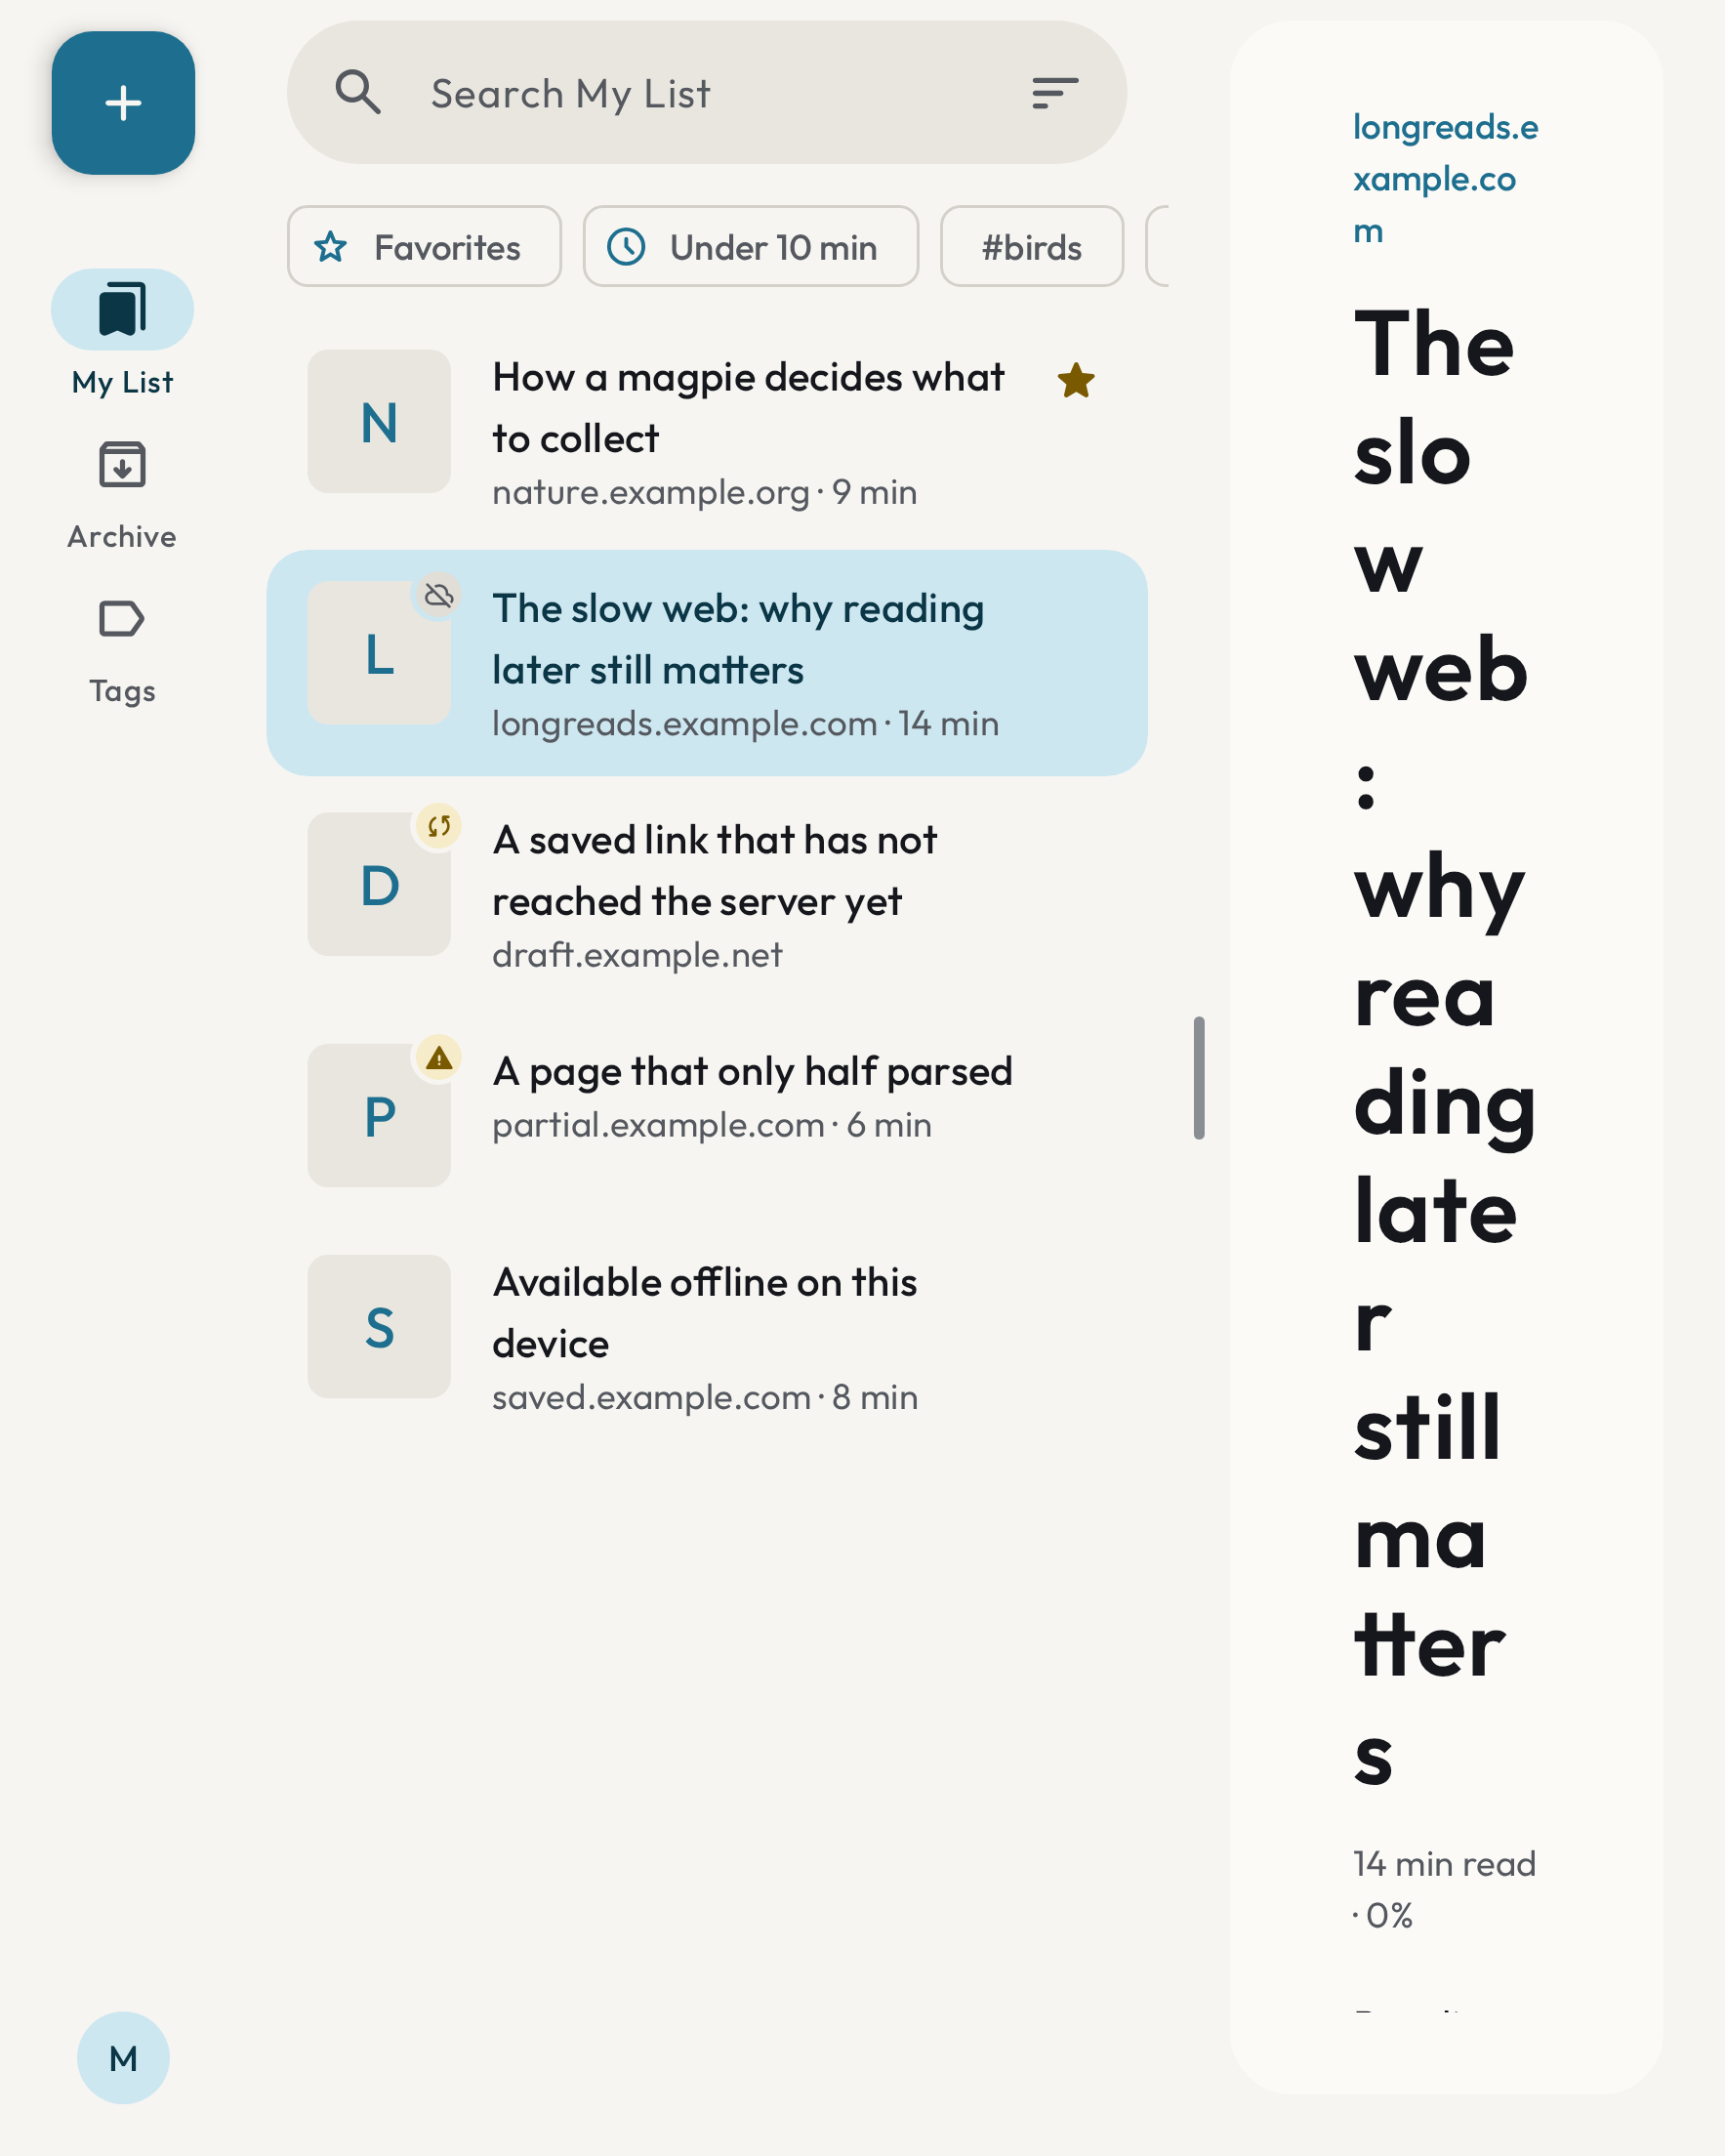 Search My List
Favorites
Under 10 min
#birds
My List
Archive
Tags
M
N
How a magpie decides what
to collect
nature.example.org · 9 min
L
The slow web: why reading
later still matters
longreads.example.com · 14 min
D
A saved link that has not
reached the server yet
draft.example.net
P
A page that only half parsed
partial.example.com · 6 min
S
Available offline on this
device
saved.example.com · 8 min
longreads.e
xample.co
m
The
slo
w
web
:
why
rea
ding
late
r
still
ma
tter
s
14 min read
· 0%